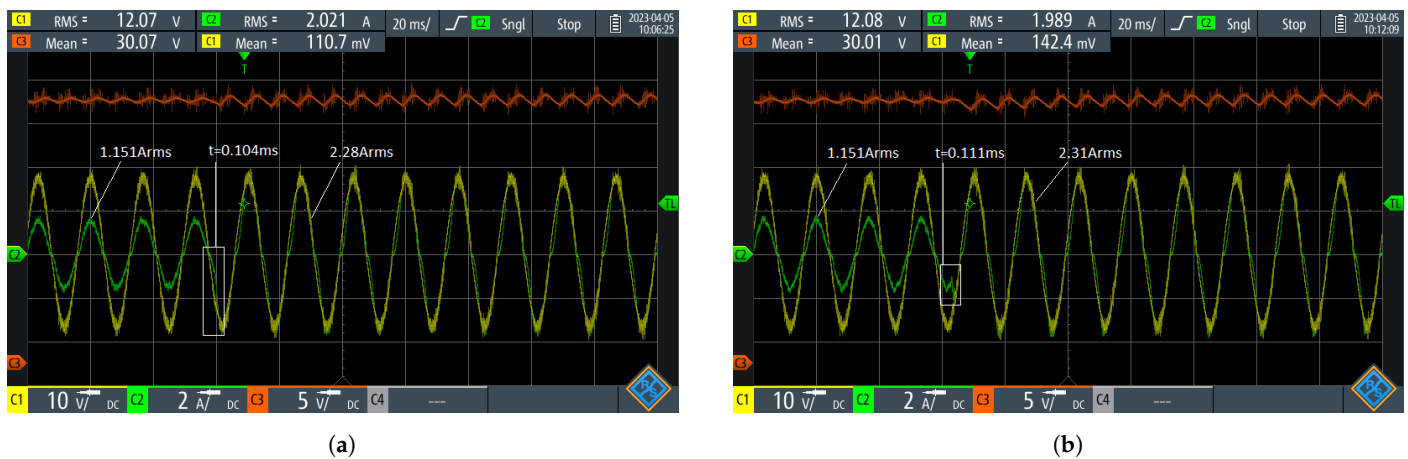 C1 RMS = 12.07 V C2 RMS = 2.021 A 20 ms/ C2 Sngl Stop 2023-04-05
C3 Mean = 30.07 V C1 Mean = 110.7 mV 10:06:25
T
1.151Arms t=0.104ms 2.28Arms
TL
C2
C3
R&S
C1 10 V/ DC C2 2 A/ DC C3 5 V/ DC C4 ---
(a)
C1 RMS = 12.08 V C2 RMS = 1.989 A 20 ms/ C2 Sngl Stop 2023-04-05
C3 Mean = 30.01 V C1 Mean = 142.4 mV 10:12:09
T
1.151Arms t=0.111ms 2.31Arms
TL
C2
C3
R&S
C1 10 V/ DC C2 2 A/ DC C3 5 V/ DC C4 ---
(b)